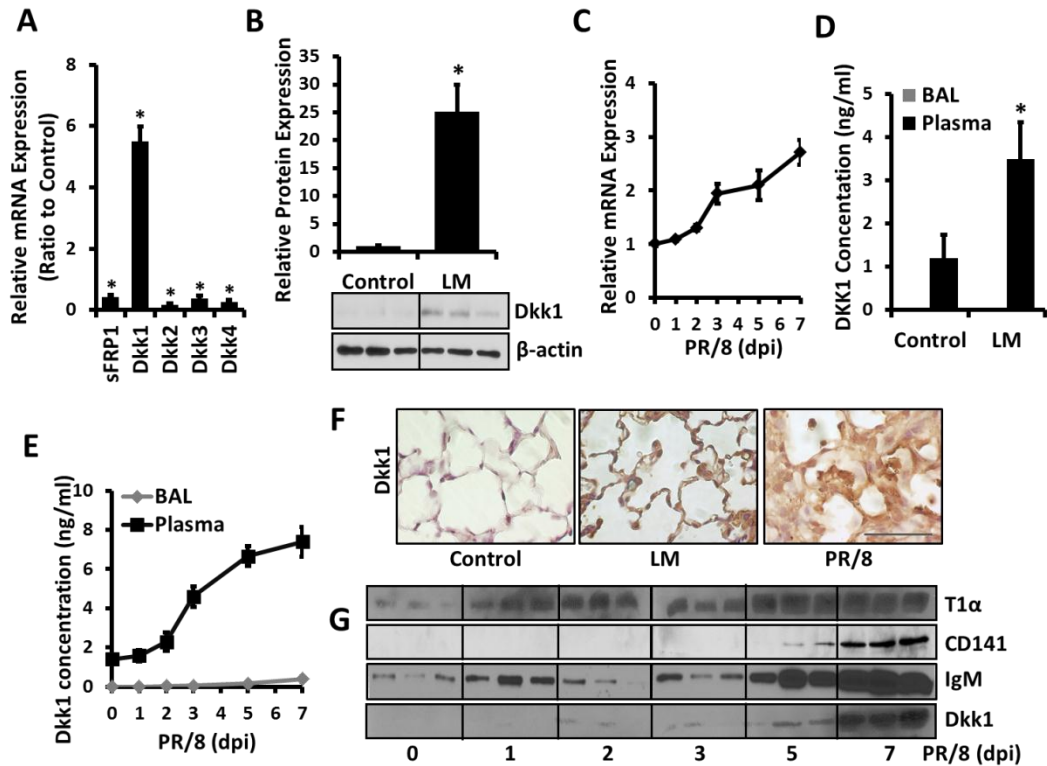 A
Relative mRNA Expression
(Ratio to Control)
8
6
4
2
0
*
*
*
*
*
sFRP1
Dkk1
Dkk2
Dkk3
Dkk4
B
Relative Protein Expression
35
30
25
20
15
10
5
0
*
Control LM
Dkk1
β-actin
C
Relative mRNA Expression
4
3
2
1
0
0 1 2 3 4 5 6 7
PR/8 (dpi)
D
DKK1 Concentration (ng/ml)
BAL
Plasma
5
4
3
2
1
0
*
Control LM
E
Dkk1 concentration (ng/ml)
10
8
6
4
2
0
BAL
Plasma
0 1 2 3 4 5 6 7
PR/8 (dpi)
F
Dkk1
Control LM PR/8
G
T1α
CD141
IgM
Dkk1
0 1 2 3 5 7 PR/8 (dpi)